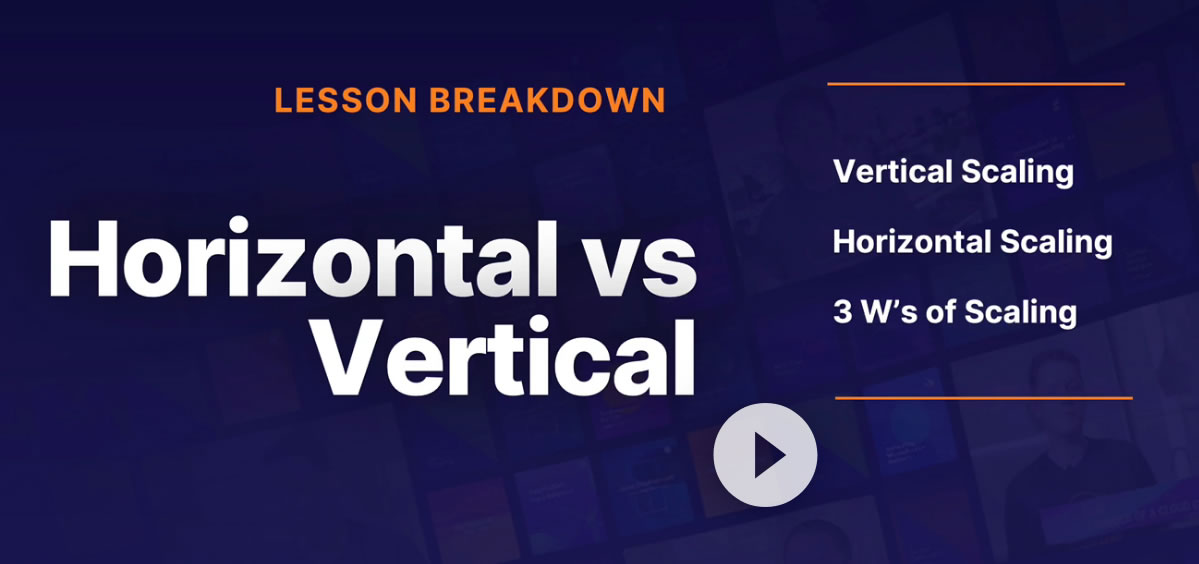 LESSON BREAKDOWN
Horizontal vs
Vertical
Vertical Scaling
Horizontal Scaling
3 W’s of Scaling